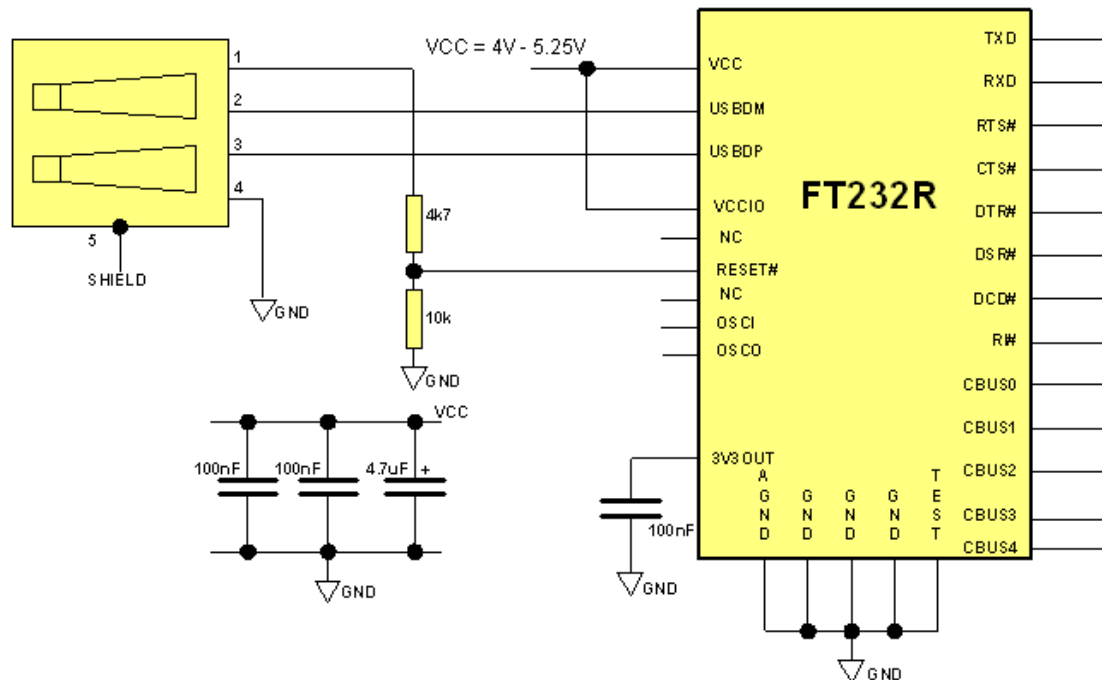 1
2
3
4
5
SHIELD
GND
VCC = 4V - 5.25V
4k7
10k
GND
VCC
100nF
100nF
4.7uF +
GND
100nF
GND
FT232R
VCC
USBDM
USBDP
VCCIO
NC
RESET#
NC
OSCI
OSCO
3V3OUT
AGND
GND
GND
GND
TEST
GND
TXD
RXD
RTS#
CTS#
DTR#
DSR#
DCD#
RI#
CBUS0
CBUS1
CBUS2
CBUS3
CBUS4